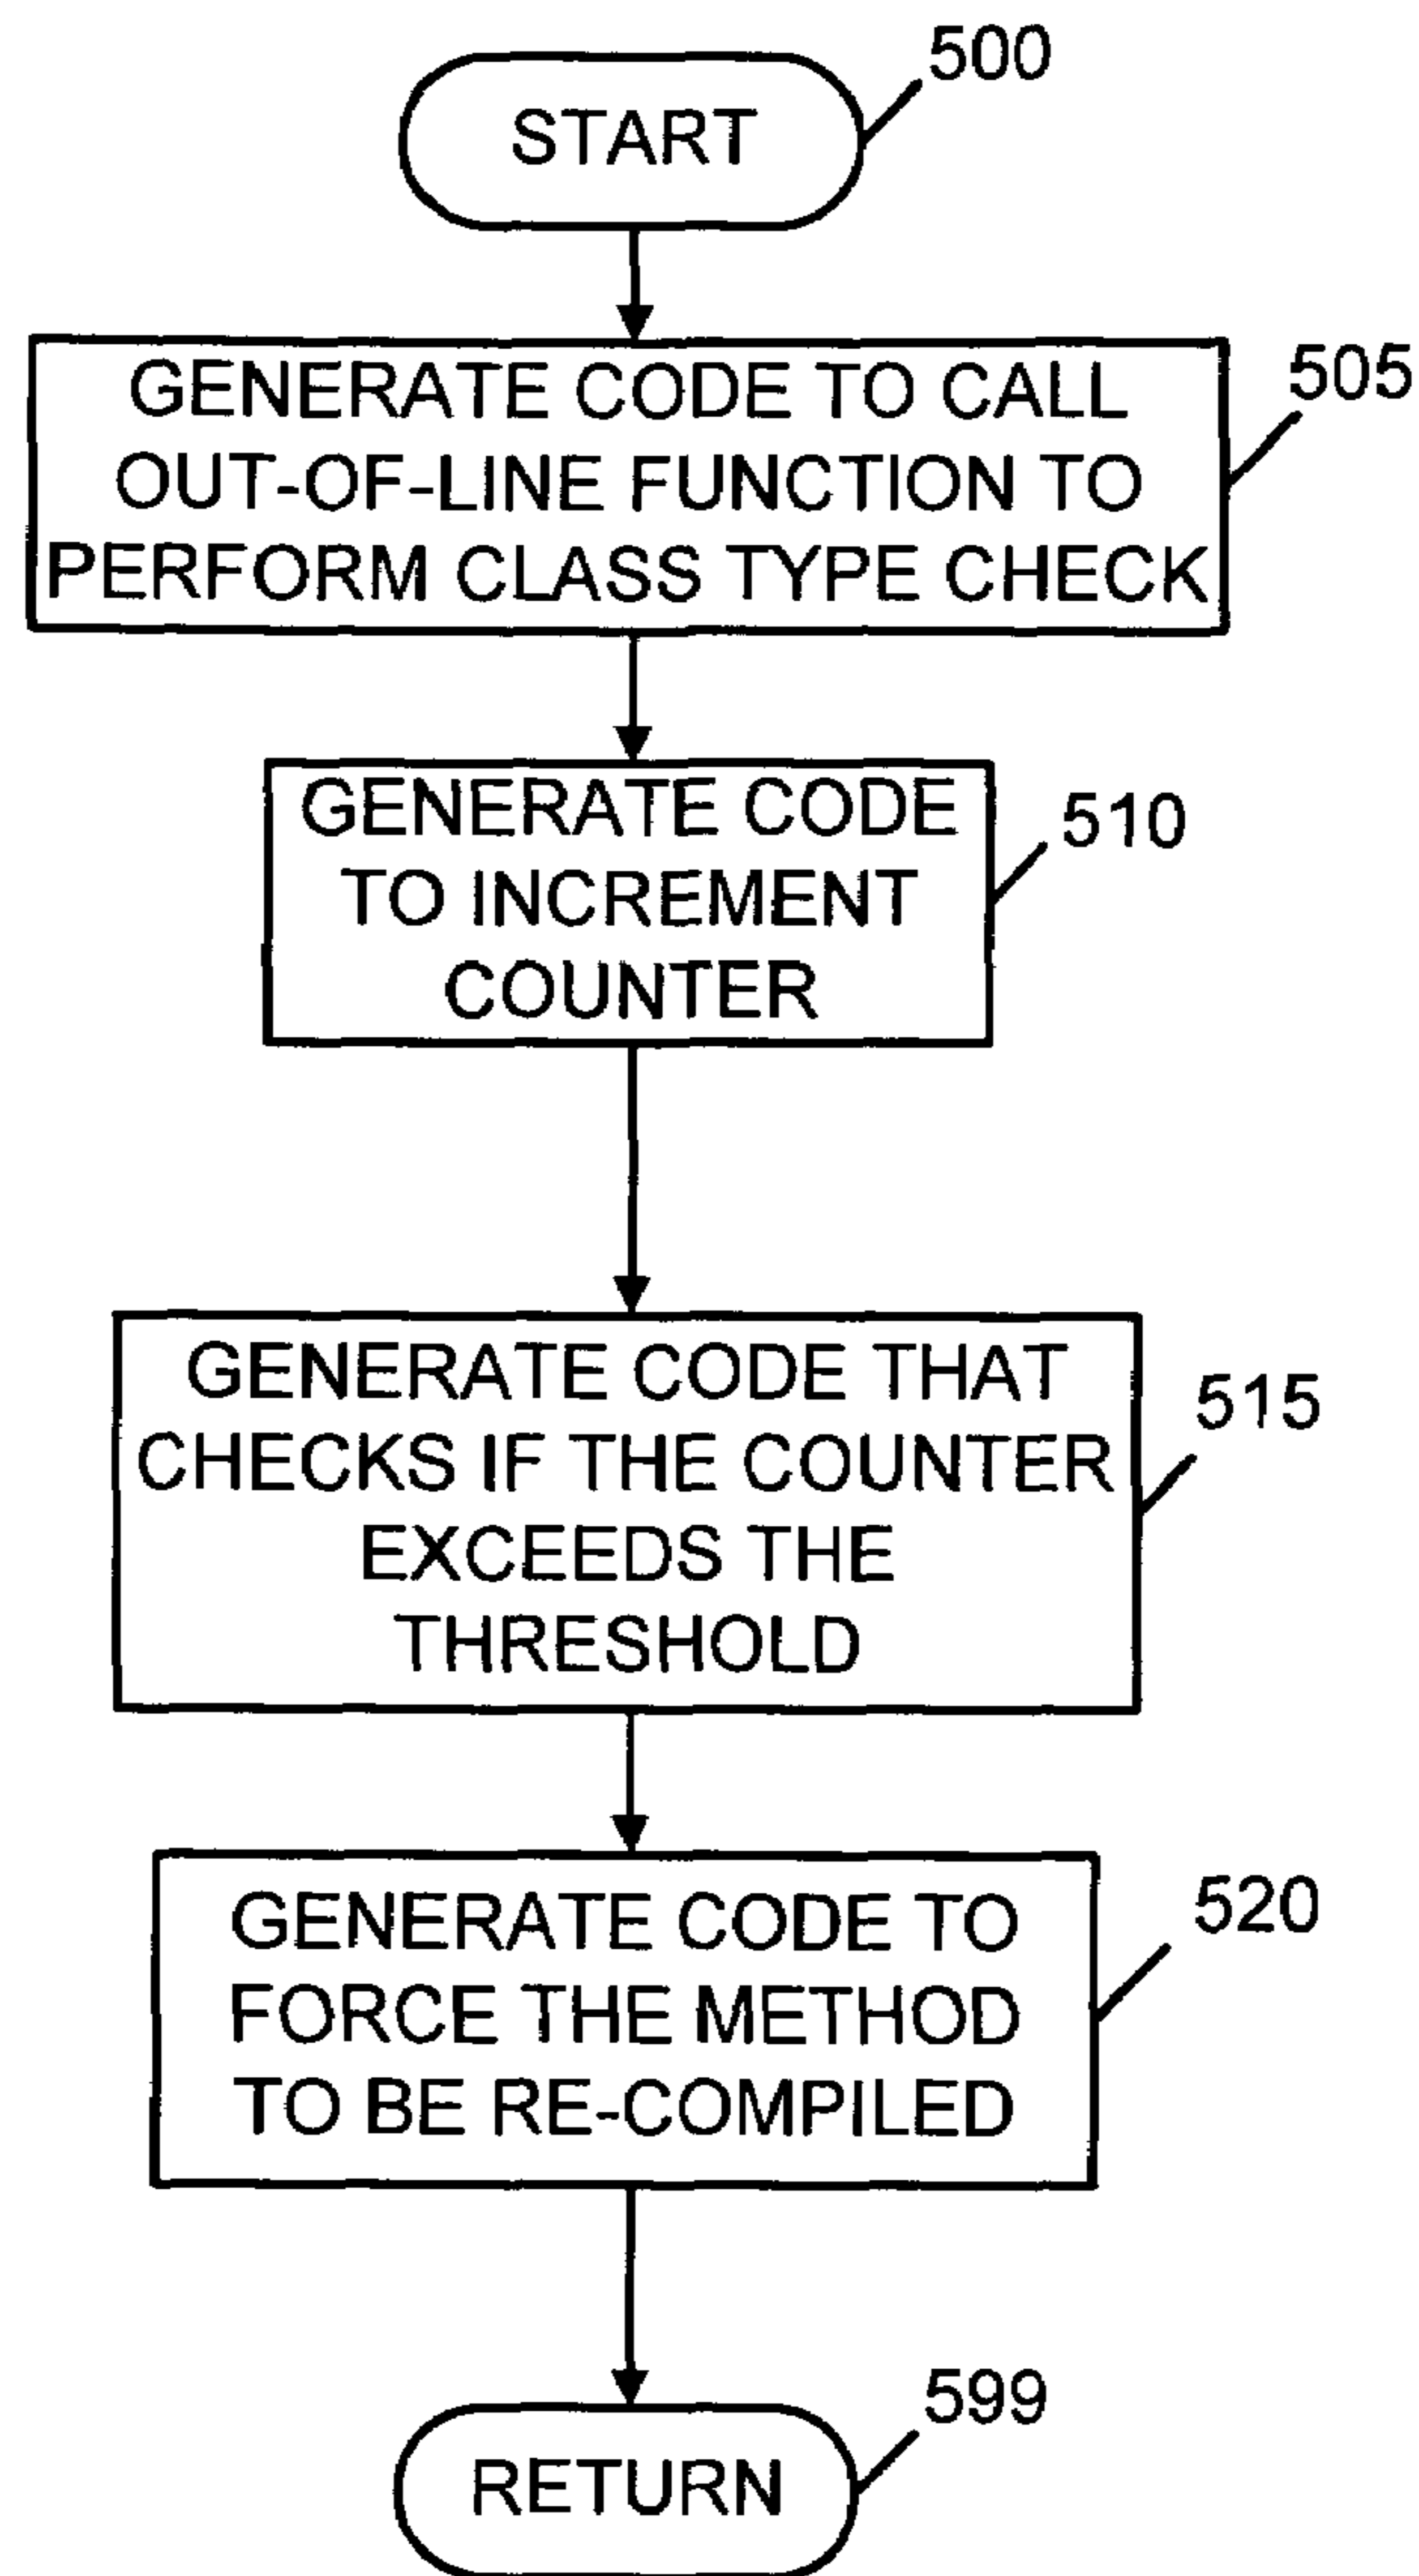 500
START
505
GENERATE CODE TO CALL
OUT-OF-LINE FUNCTION TO
PERFORM CLASS TYPE CHECK
510
GENERATE CODE
TO INCREMENT
COUNTER
515
GENERATE CODE THAT
CHECKS IF THE COUNTER
EXCEEDS THE
THRESHOLD
520
GENERATE CODE TO
FORCE THE METHOD
TO BE RE-COMPILED
599
RETURN